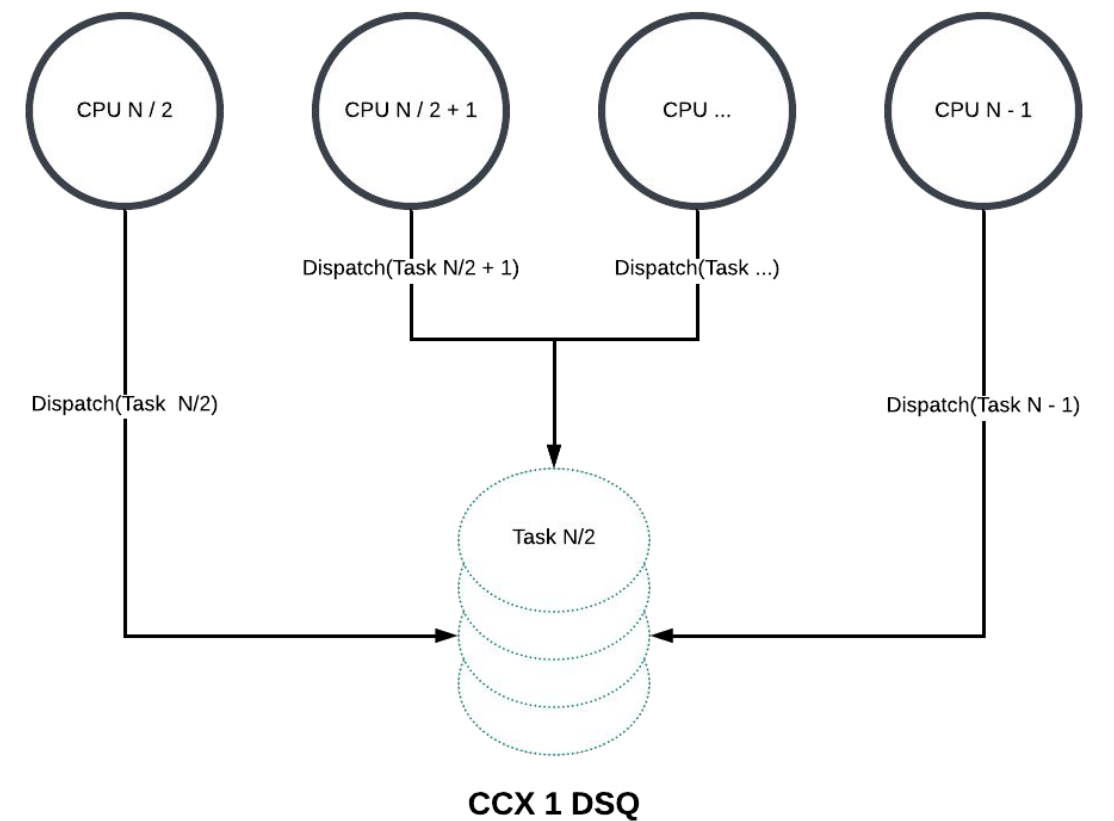 CPU N / 2
CPU N / 2 + 1
CPU ...
CPU N - 1
Dispatch(Task N/2 + 1)
Dispatch(Task ...)
Dispatch(Task  N/2)
Dispatch(Task N - 1)
Task N/2
CCX 1 DSQ